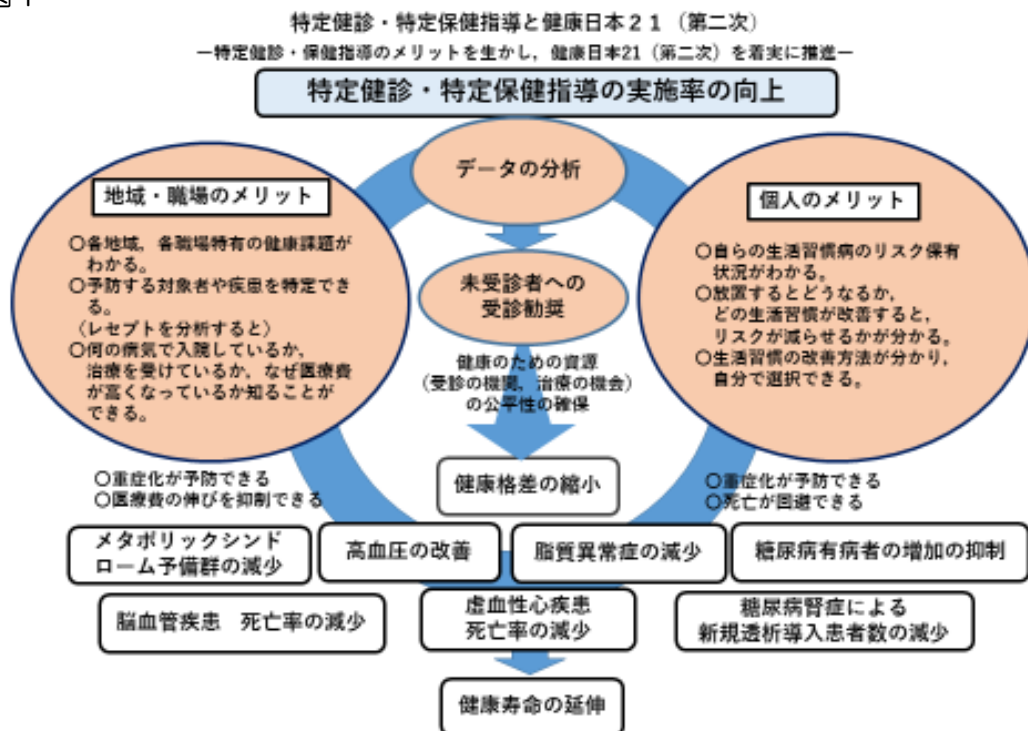 特定健診・特定保健指導と健康日本２１（第二次）
―特定健診・保健指導のメリットを生かし，健康日本21（第二次）を着実に推進―
特定健診・特定保健指導の実施率の向上
データの分析
地域・職場のメリット
○各地域，各職場特有の健康課題が
わかる。
○予防する対象者や疾患を特定でき
る。
（レセプトを分析すると）
○何の病気で入院しているか，
治療を受けているか，なぜ医療費
が高くなっているか知ることが
できる。
未受診者への
受診勧奨
個人のメリット
○自らの生活習慣病のリスク保有
状況がわかる。
○放置するとどうなるか，
どの生活習慣が改善すると，
リスクが減らせるかが分かる。
○生活習慣の改善方法が分かり，
自分で選択できる。
健康のための資源
（受診の機関，治療の機会）
の公平性の確保
健康格差の縮小
○重症化が予防できる
○医療費の伸びを抑制できる
○重症化が予防できる
○死亡が回避できる
メタボリックシンド
ローム予備群の減少
高血圧の改善
脂質異常症の減少
糖尿病有病者の増加の抑制
脳血管疾患　死亡率の減少
虚血性心疾患
死亡率の減少
糖尿病腎症による
新規透析導入患者数の減少
健康寿命の延伸